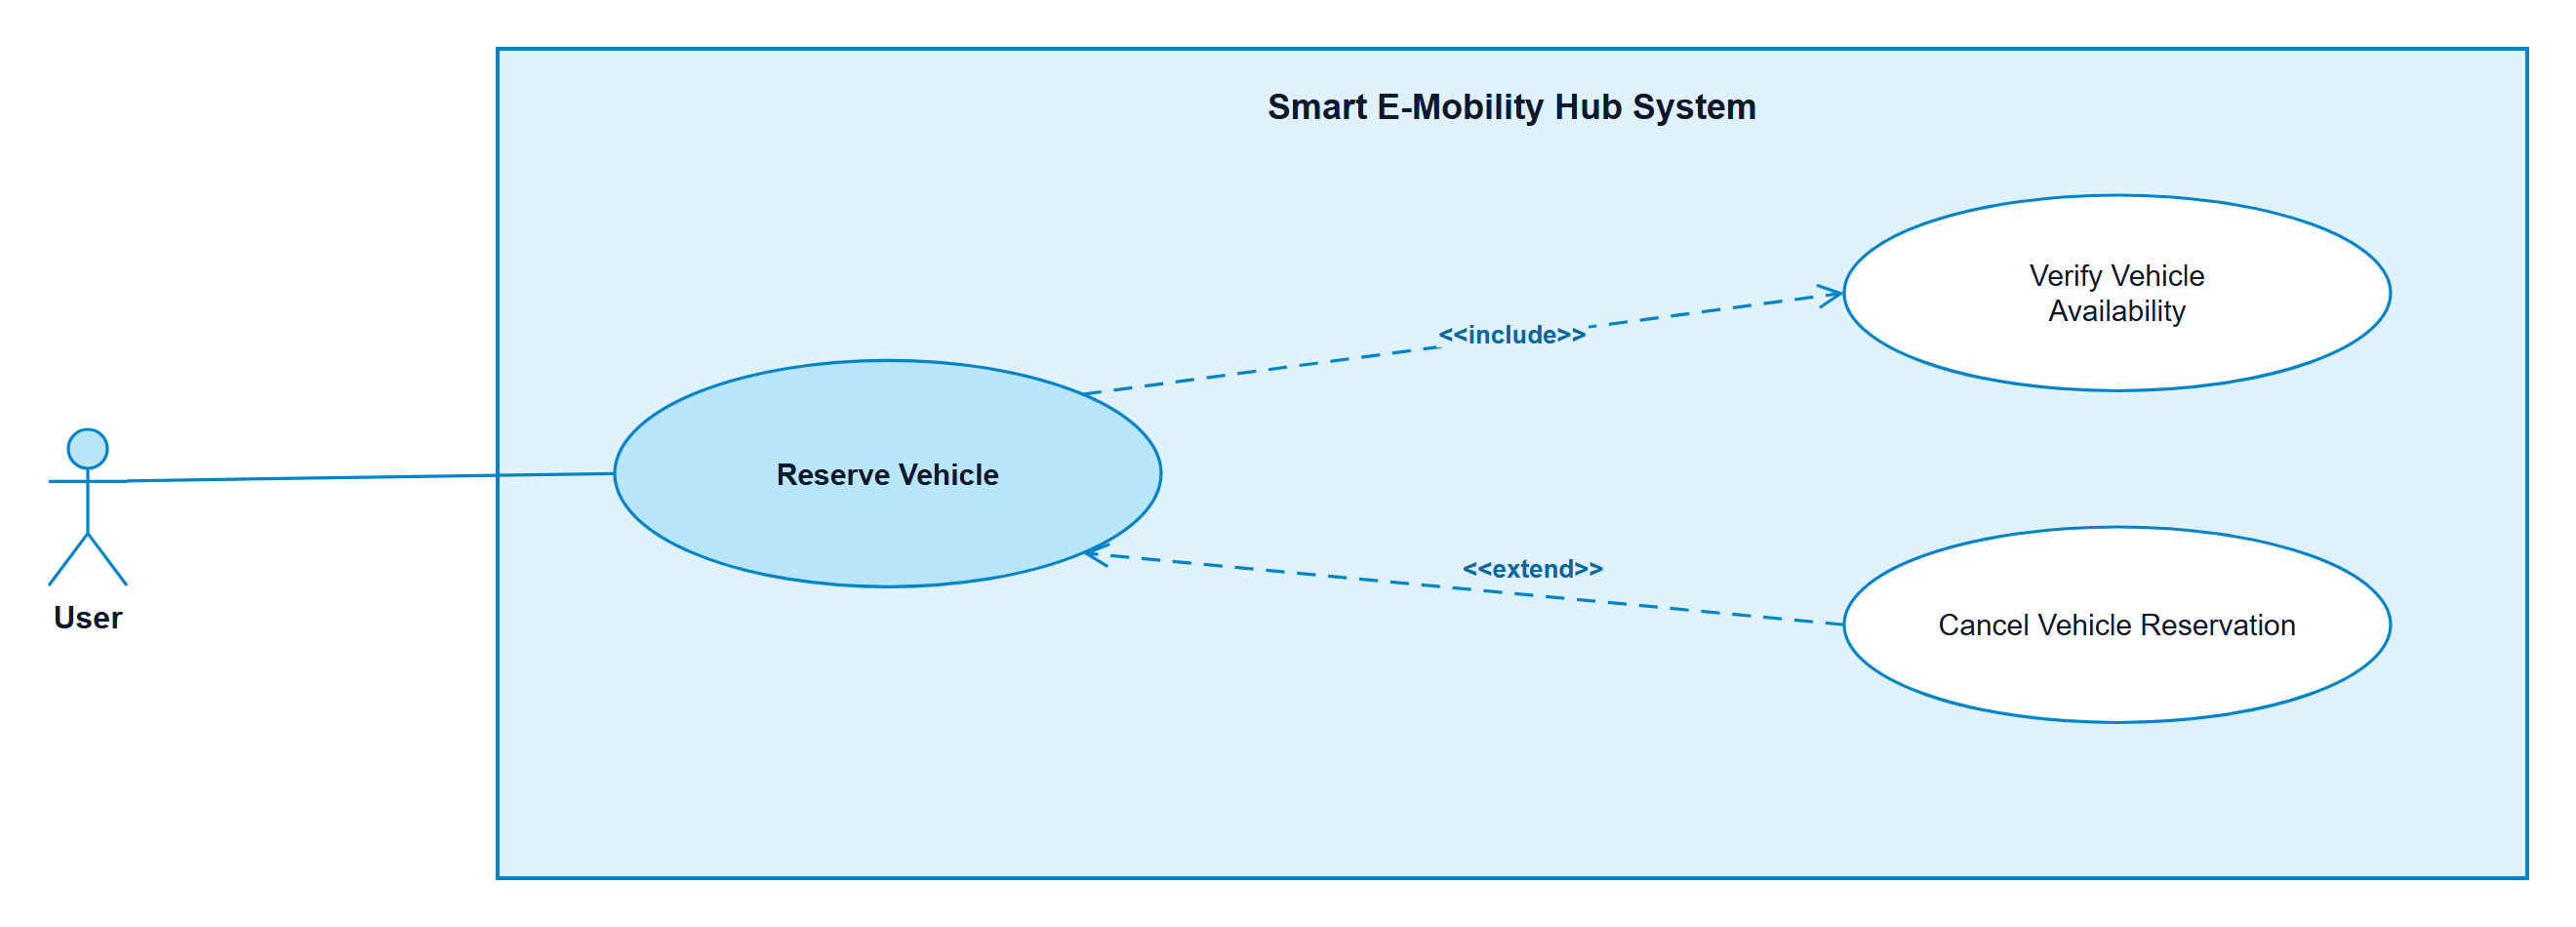 Smart E-Mobility Hub System
Verify Vehicle
Availability
<<include>>
Reserve Vehicle
<<extend>>
User
Cancel Vehicle Reservation